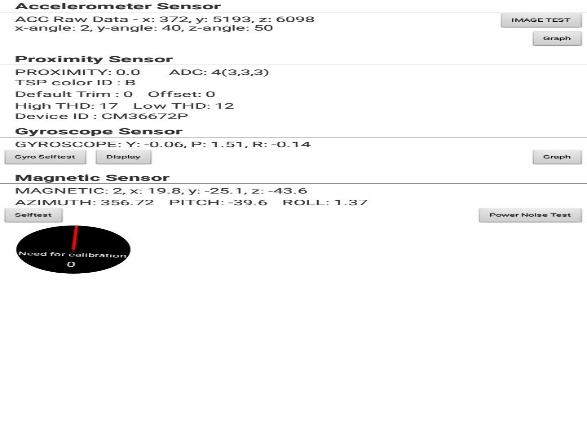 Accelerometer Sensor
ACC Raw Data - x: 372, y: 5193, z: 6098
x-angle: 2, y-angle: 40, z-angle: 50
IMAGE TEST
Graph
Proximity Sensor
PROXIMITY: 0.0 ADC: 4(3,3,3)
TSP color ID : B
Default Trim : 0 Offset: 0
High THD: 17 Low THD: 12
Device ID : CM36672P
Gyroscope Sensor
GYROSCOPE: Y: -0.06, P: 1.51, R: -0.14
Gyro Selftest Display Graph
Magnetic Sensor
MAGNETIC: 2, x: 19.8, y: -25.1, z: -43.6
AZIMUTH: 356.72 PITCH: -39.6 ROLL: 1.37
Selftest Power Noise Test
Need for calibration
0